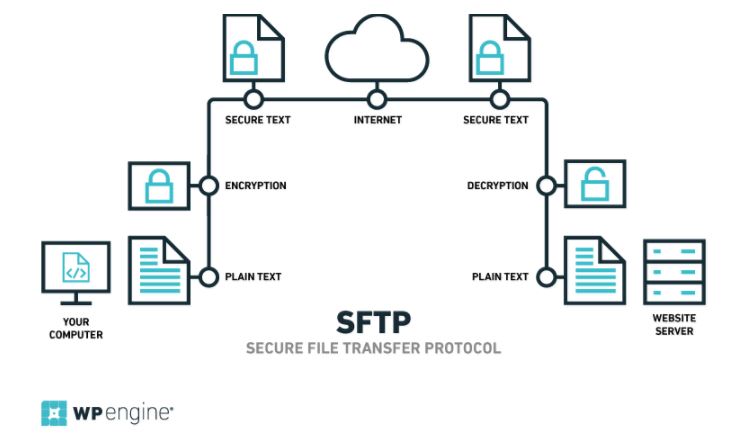 SECURE TEXT
INTERNET
SECURE TEXT
ENCRYPTION
DECRYPTION
PLAIN TEXT
PLAIN TEXT
YOUR
COMPUTER
WEBSITE
SERVER
SFTP
SECURE FILE TRANSFER PROTOCOL
WP engine®